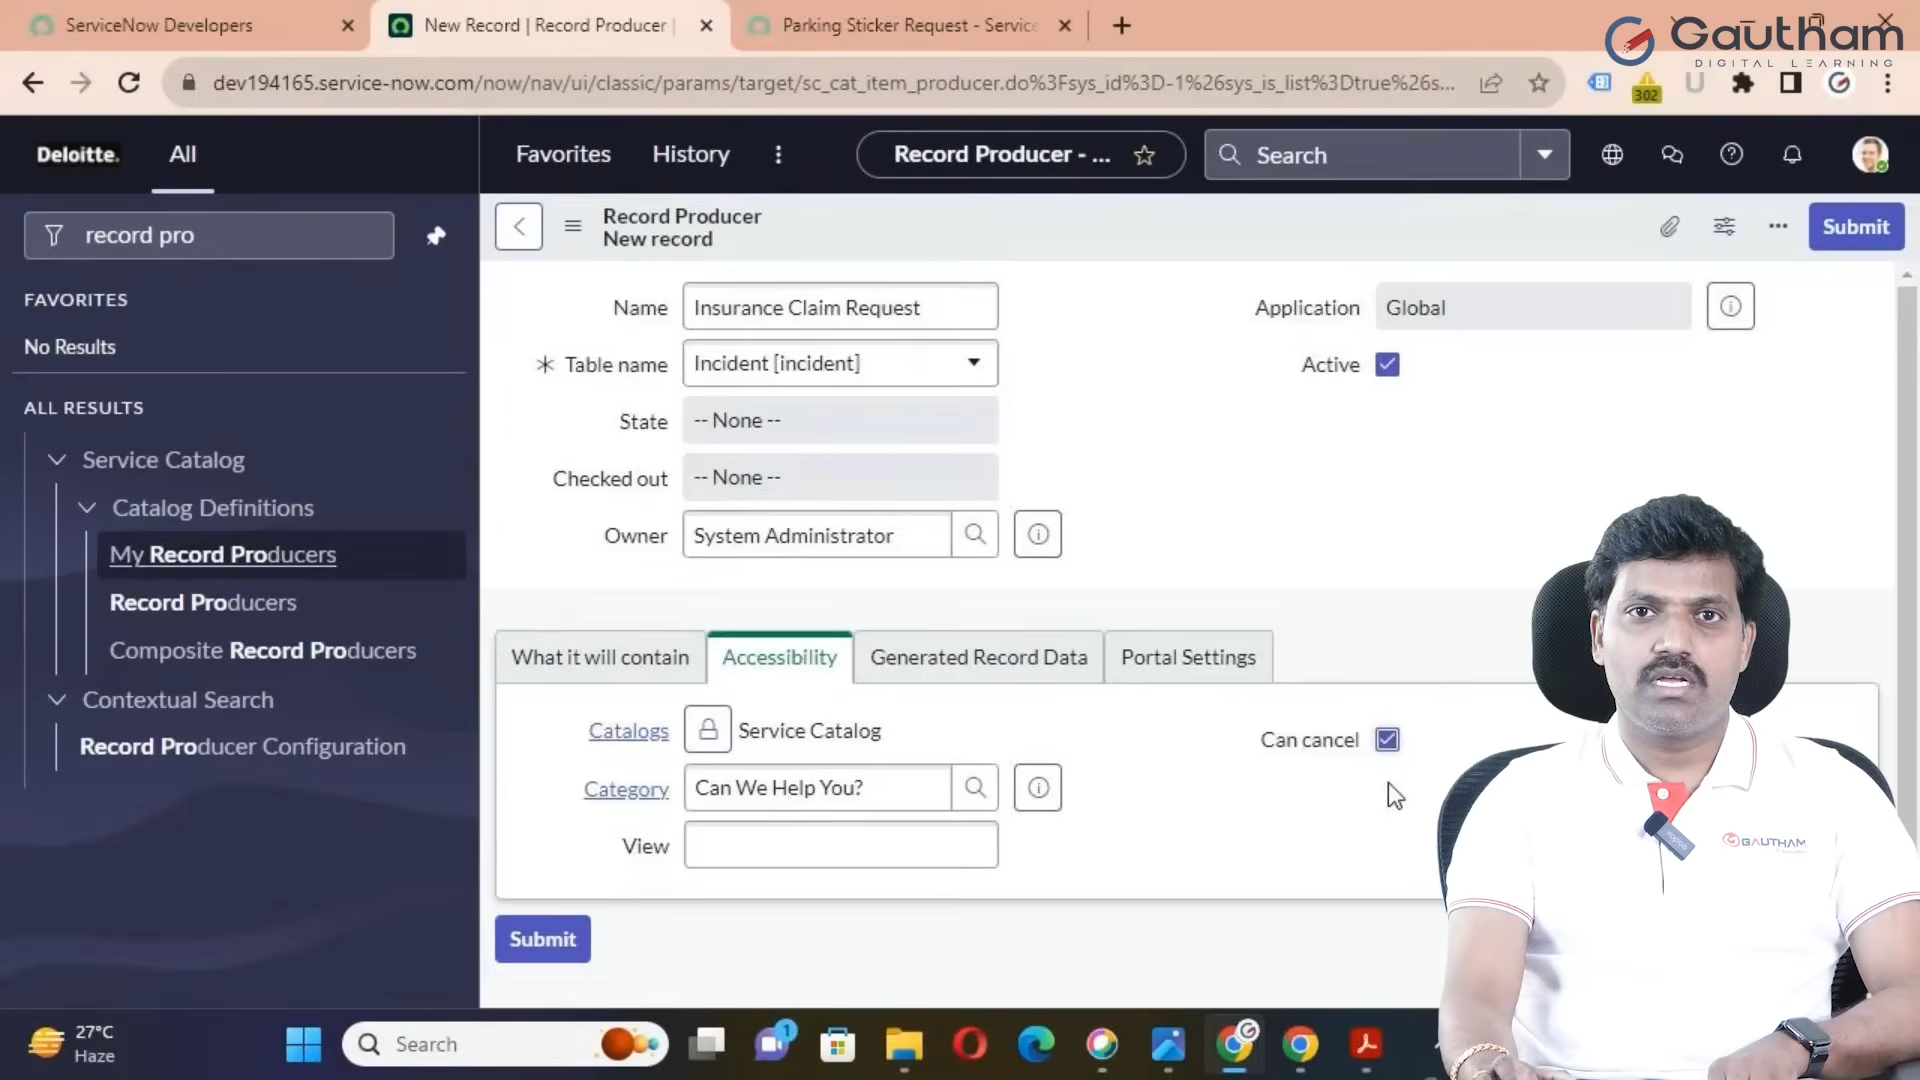 ServiceNow Developers
New Record | Record Producer |
Parking Sticker Request - Service
Gautham
DIGITAL LEARNING
dev194165.service-now.com/now/nav/ui/classic/params/target/sc_cat_item_producer.do%3Fsys_id%3D-1%26sys_is_list%3Dtrue%26s...
302
Deloitte.
All
Favorites
History
Record Producer - ...
Search
record pro
Record Producer
New record
Submit
FAVORITES
No Results
ALL RESULTS
Service Catalog
Catalog Definitions
My Record Producers
Record Producers
Composite Record Producers
Contextual Search
Record Producer Configuration
Name
Insurance Claim Request
Application
Global
Table name
Incident [incident]
Active
State
-- None --
Checked out
-- None --
Owner
System Administrator
What it will contain
Accessibility
Generated Record Data
Portal Settings
Catalogs
Service Catalog
Can cancel
Category
Can We Help You?
View
Submit
GAUTHAM
27°C
Haze
Search
1